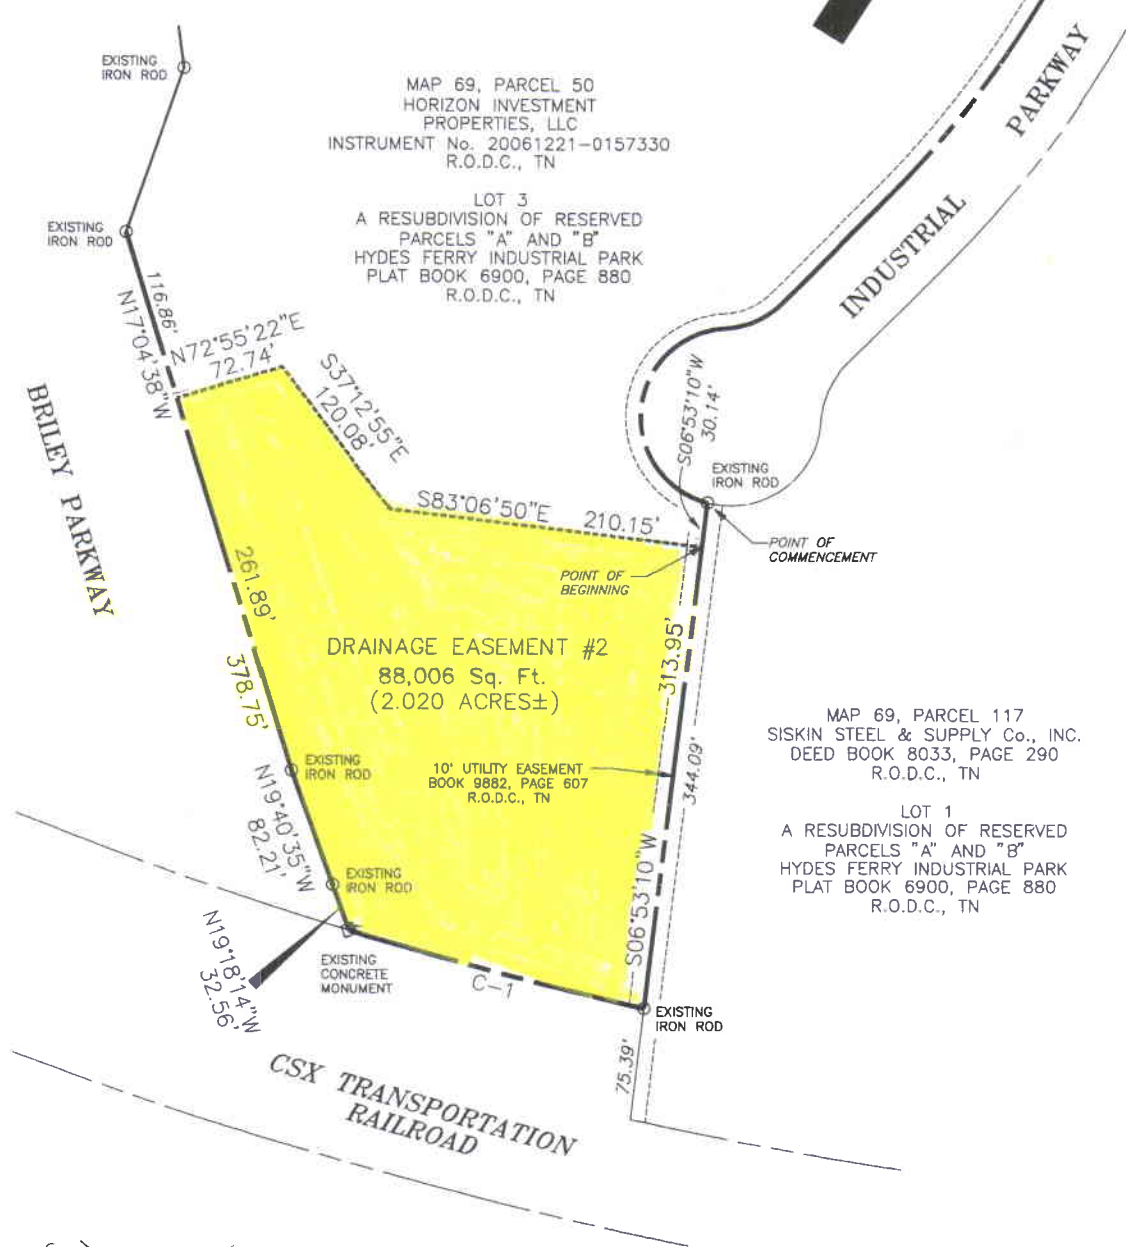 EXISTING
IRON ROD
MAP 69, PARCEL 50
HORIZON INVESTMENT
PROPERTIES, LLC
INSTRUMENT No. 20061221-0157330
R.O.D.C., TN
LOT 3
A RESUBDIVISION OF RESERVED
PARCELS "A" AND "B"
HYDES FERRY INDUSTRIAL PARK
PLAT BOOK 6900, PAGE 880
R.O.D.C., TN
INDUSTRIAL PARKWAY
EXISTING
IRON ROD
116.86'
N17°04'38"W
N72°55'22"E
72.74'
S37°12'55"E
120.08'
S83°06'50"E 210.15'
S06°53'10"W
30.14'
EXISTING
IRON ROD
POINT OF
COMMENCEMENT
POINT OF
BEGINNING
BRILEY PARKWAY
261.89'
378.75'
DRAINAGE EASEMENT #2
88,006 Sq. Ft.
(2.020 ACRES±)
313.95'
S06°53'10"W
344.09'
10' UTILITY EASEMENT
BOOK 9882, PAGE 607
R.O.D.C., TN
MAP 69, PARCEL 117
SISKIN STEEL & SUPPLY Co., INC.
DEED BOOK 8033, PAGE 290
R.O.D.C., TN
LOT 1
A RESUBDIVISION OF RESERVED
PARCELS "A" AND "B"
HYDES FERRY INDUSTRIAL PARK
PLAT BOOK 6900, PAGE 880
R.O.D.C., TN
EXISTING
IRON ROD
N19°40'35"W
82.21'
EXISTING
IRON ROD
N19°18'14"W
32.56'
EXISTING
CONCRETE
MONUMENT
C-1
EXISTING
IRON ROD
75.39'
CSX TRANSPORTATION
RAILROAD